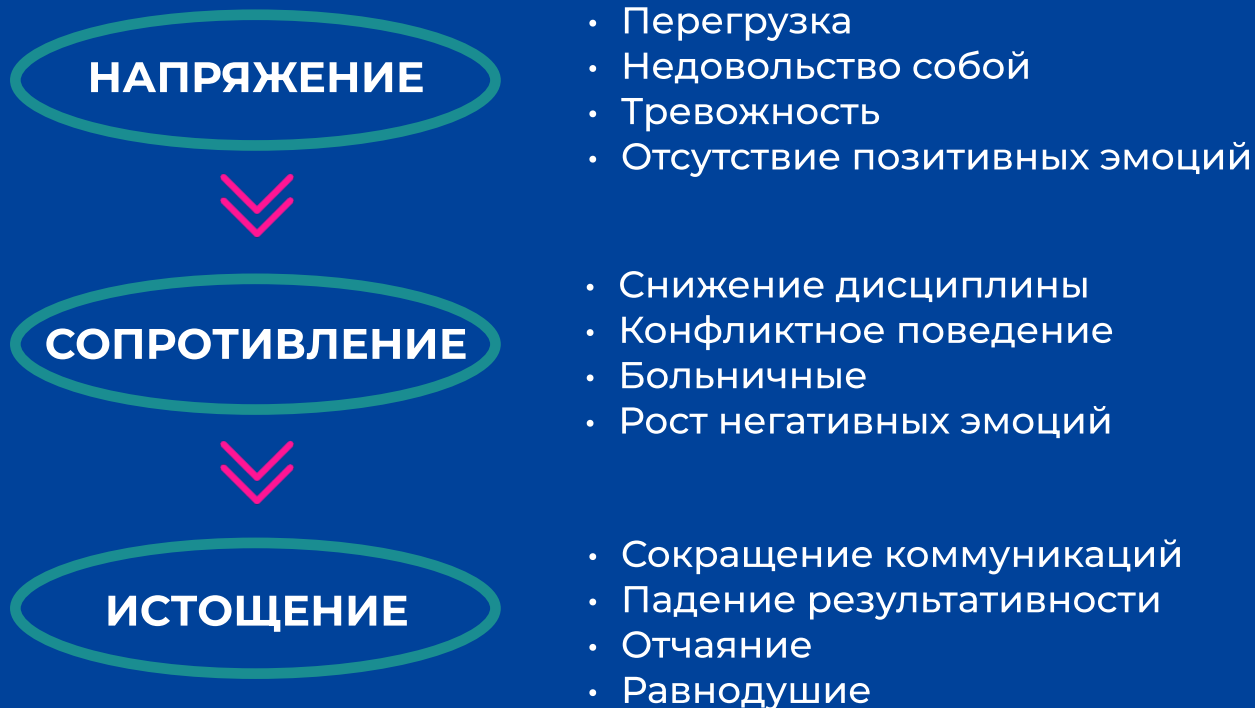 НАПРЯЖЕНИЕ
• Перегрузка
• Недовольство собой
• Тревожность
• Отсутствие позитивных эмоций
СОПРОТИВЛЕНИЕ
• Снижение дисциплины
• Конфликтное поведение
• Больничные
• Рост негативных эмоций
ИСТОЩЕНИЕ
• Сокращение коммуникаций
• Падение результативности
• Отчаяние
• Равнодушие